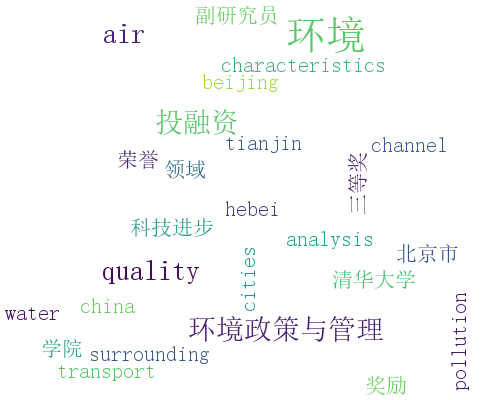 副研究员
air
环境
characteristics
beijing
投融资
tianjin
channel
荣誉
领域
三等奖
hebei
科技进步
analysis
北京市
quality
cities
清华大学
water
china
环境政策与管理
pollution
学院
surrounding
transport
奖励